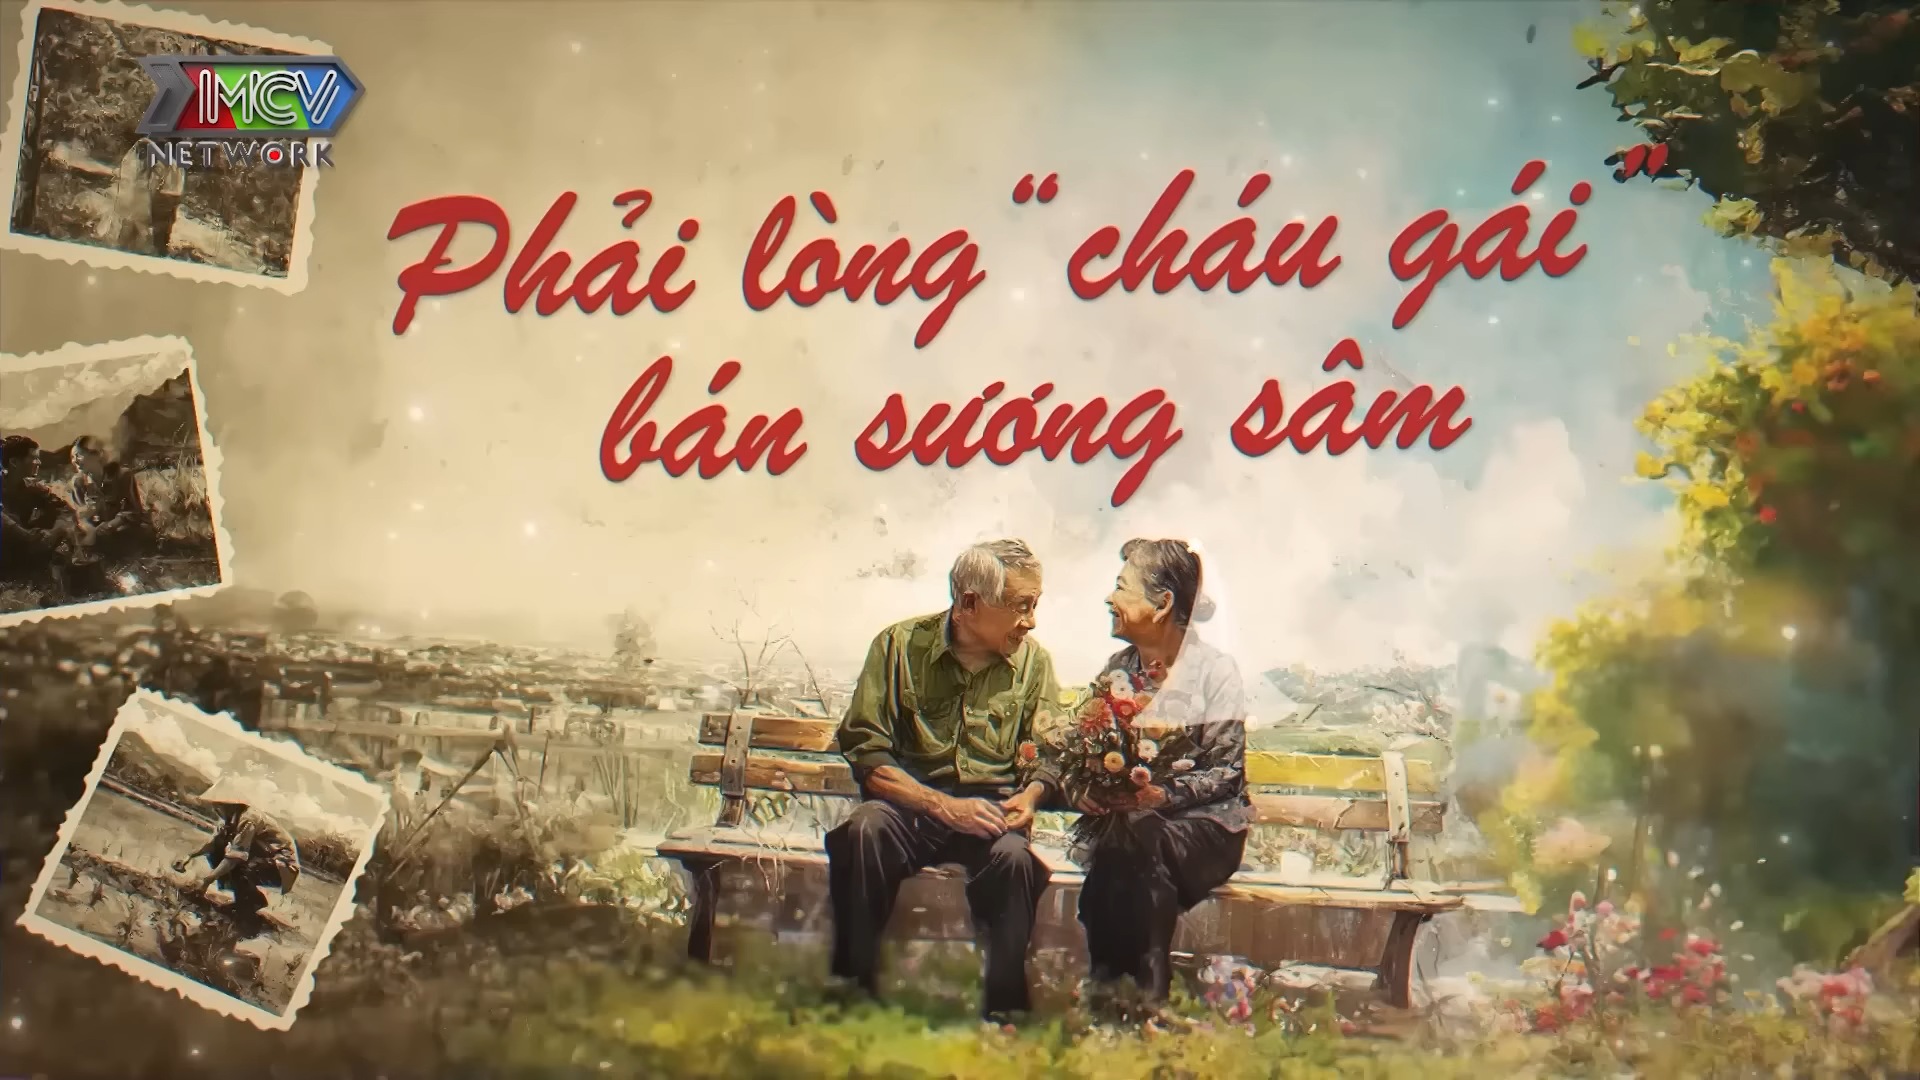 MCV
NETWORK
Phải lòng “cháu gái”
bán sương sâm